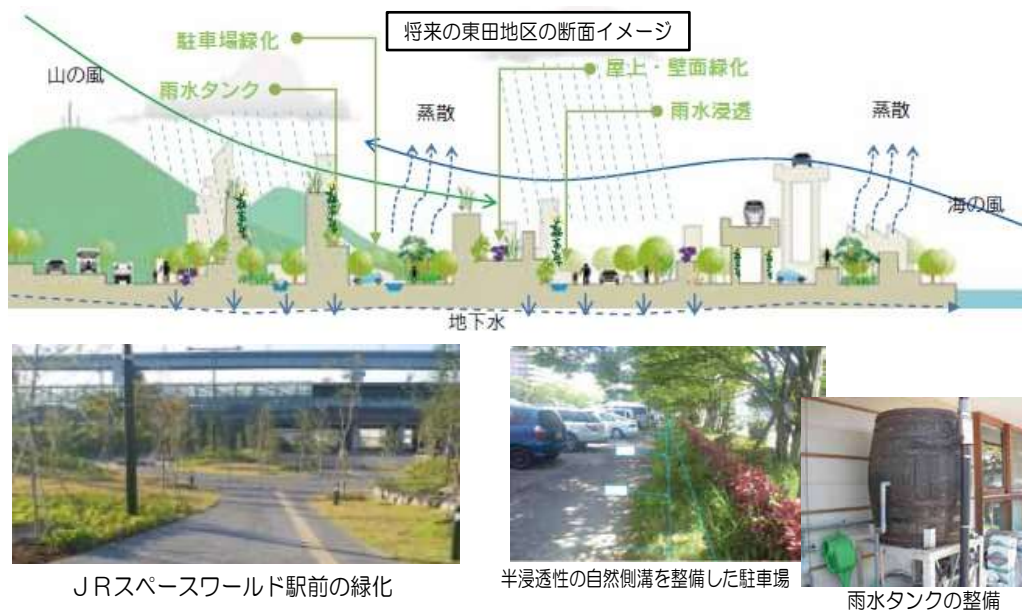 将来の東田地区の断面イメージ
駐車場緑化
山の風
雨水タンク
蒸散
屋上・壁面緑化
雨水浸透
蒸散
海の風
地下水
ＪＲスペースワールド駅前の緑化
半浸透性の自然側溝を整備した駐車場
雨水タンクの整備